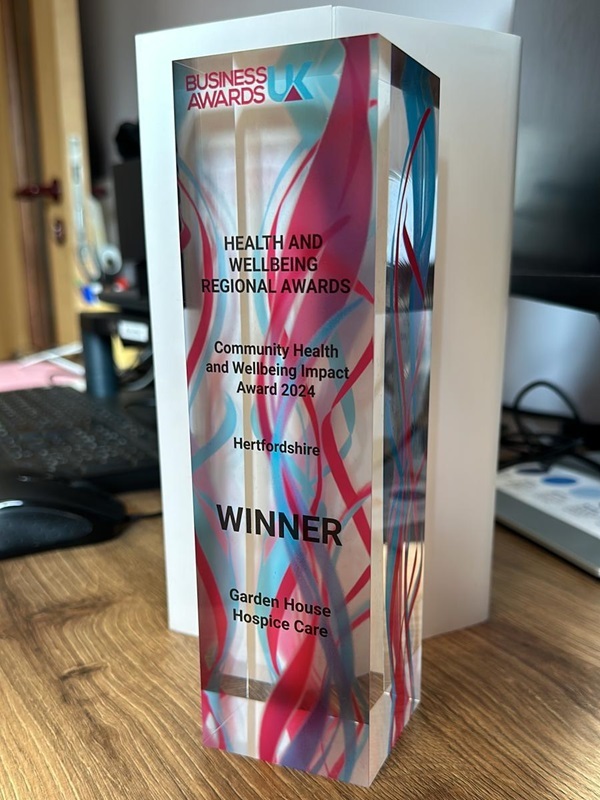 BUSINESS
AWARDS UK
HEALTH AND
WELLBEING
REGIONAL AWARDS
Community Health
and Wellbeing Impact
Award 2024
Hertfordshire
WINNER
Garden House
Hospice Care